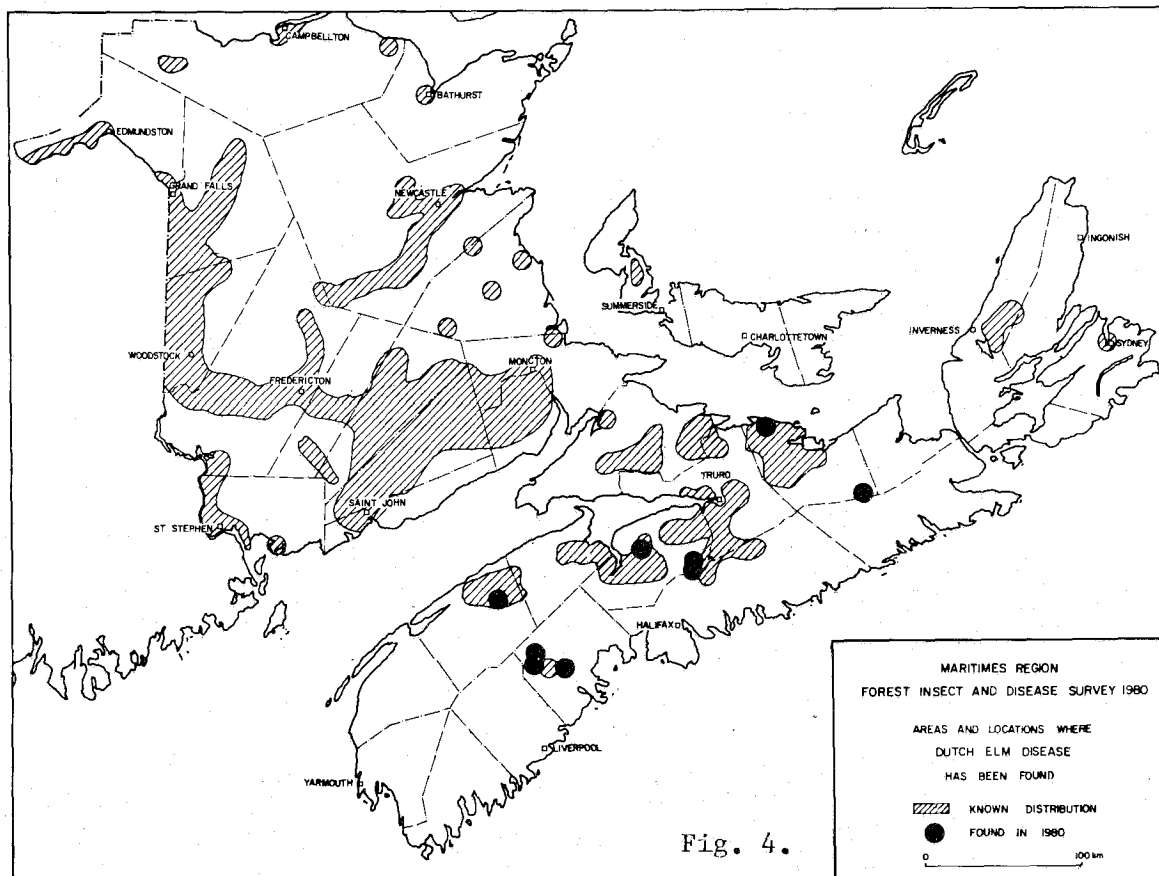 CAMPBELLTON
BATHURST
EDMUNDSTON
GRAND FALLS
NEWCASTLE
INGONISH
SUMMERSIDE
CHARLOTTETOWN
INVERNESS
SYDNEY
WOODSTOCK
FREDERICTON
MONCTON
TRURO
SAINT JOHN
ST STEPHEN
HALIFAX
LIVERPOOL
YARMOUTH
MARITIMES REGION
FOREST INSECT AND DISEASE SURVEY 1980
AREAS AND LOCATIONS WHERE
DUTCH ELM DISEASE
HAS BEEN FOUND
KNOWN DISTRIBUTION
FOUND IN 1980
0 100 km
Fig. 4.